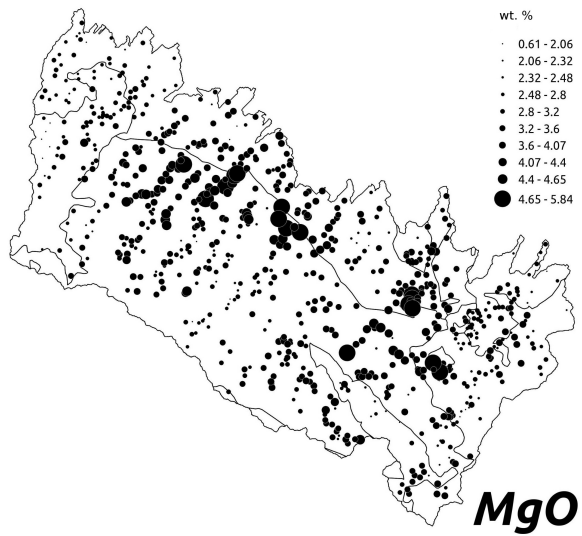 wt. %
0.61 - 2.06
2.06 - 2.32
2.32 - 2.48
2.48 - 2.8
2.8 - 3.2
3.2 - 3.6
3.6 - 4.07
4.07 - 4.4
4.4 - 4.65
4.65 - 5.84
MgO